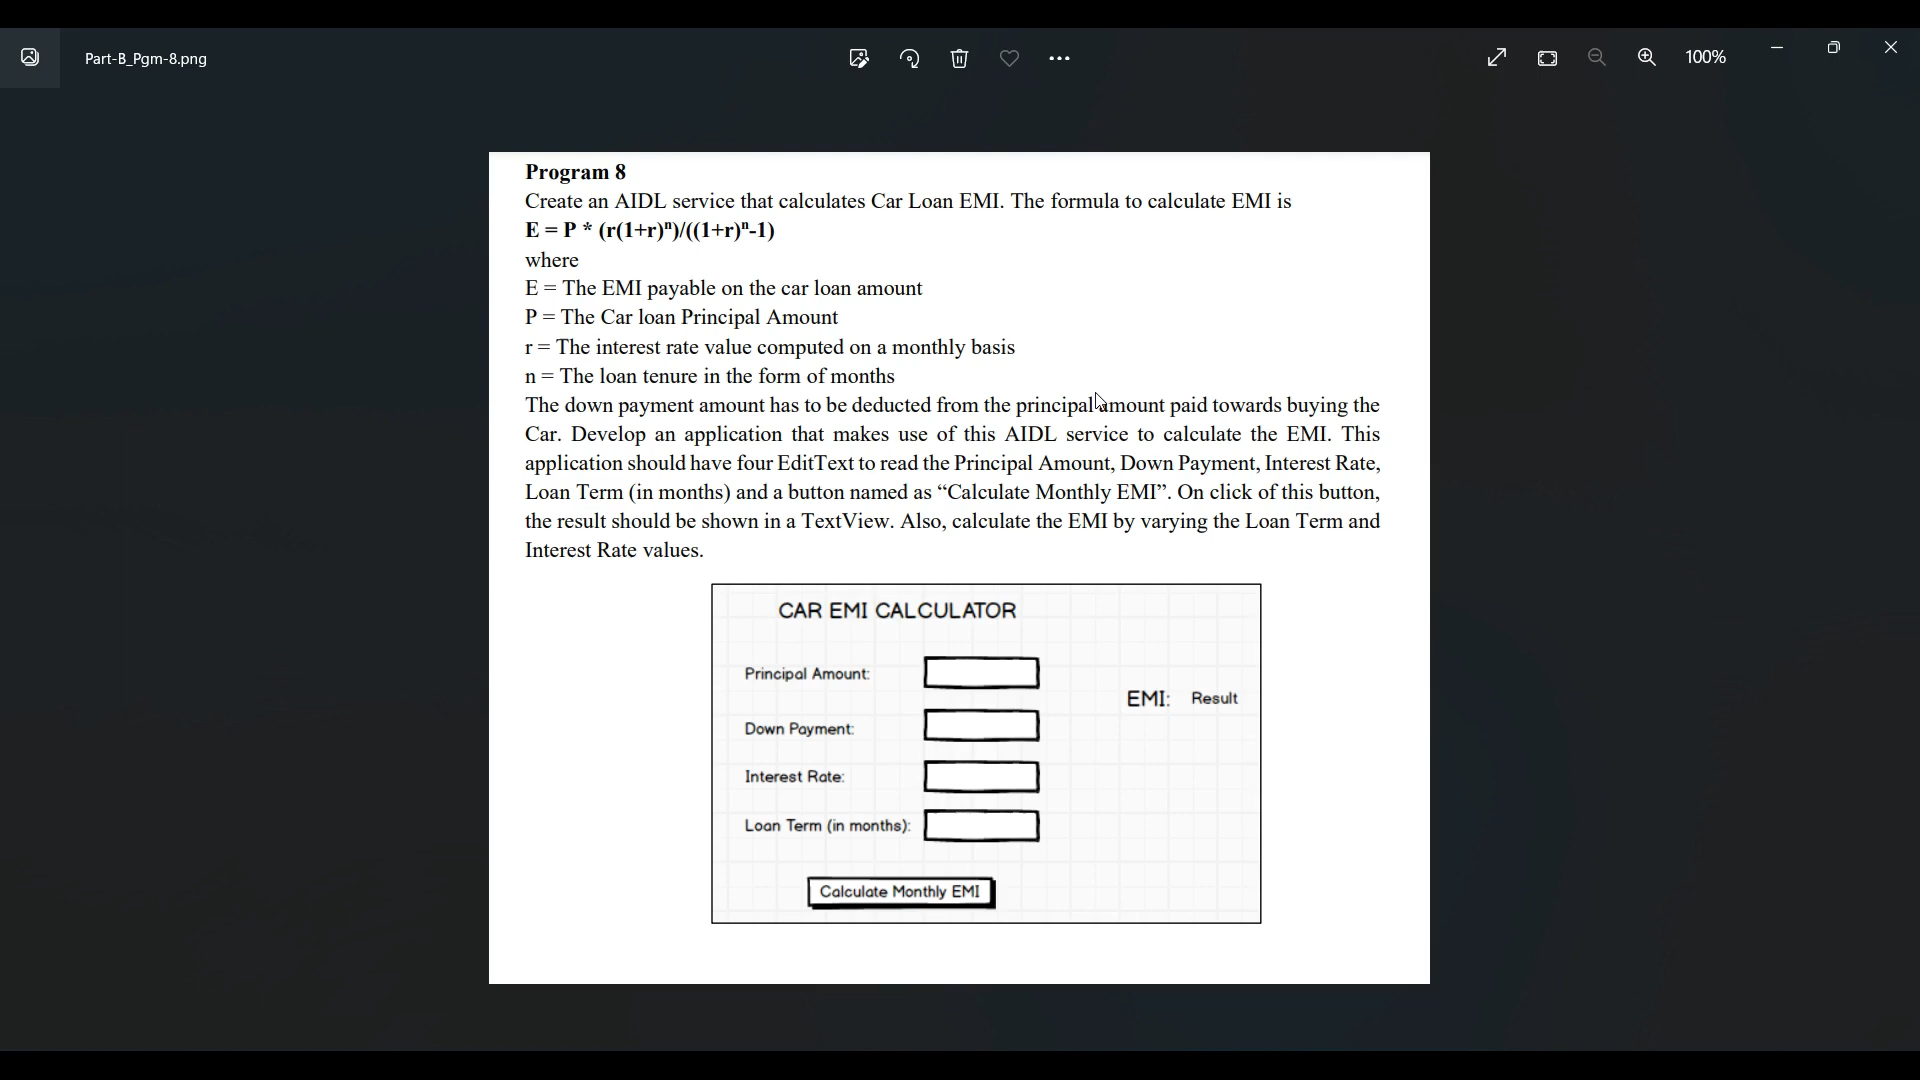 Part-B_Pgm-8.png
100%
Program 8
Create an AIDL service that calculates Car Loan EMI. The formula to calculate EMI is
E = P * (r(1+r)ⁿ)/((1+r)ⁿ-1)
where
E = The EMI payable on the car loan amount
P = The Car loan Principal Amount
r = The interest rate value computed on a monthly basis
n = The loan tenure in the form of months
The down payment amount has to be deducted from the principal amount paid towards buying the
Car. Develop an application that makes use of this AIDL service to calculate the EMI. This
application should have four EditText to read the Principal Amount, Down Payment, Interest Rate,
Loan Term (in months) and a button named as “Calculate Monthly EMI”. On click of this button,
the result should be shown in a TextView. Also, calculate the EMI by varying the Loan Term and
Interest Rate values.
CAR EMI CALCULATOR
Principal Amount:
EMI: Result
Down Payment:
Interest Rate:
Loan Term (in months):
Calculate Monthly EMI